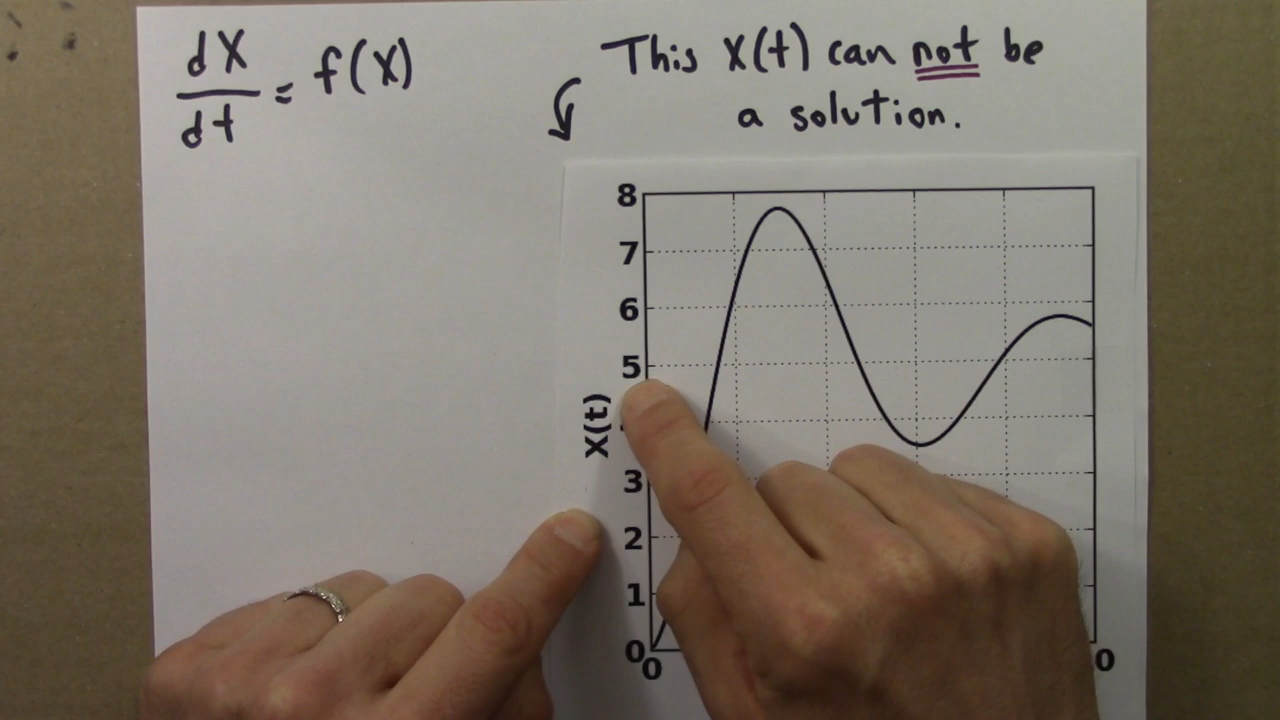 dX
dt
= f(X)
This X(t) can not be
a solution.
8
7
6
5
3
2
1
0
X(t)
0
0